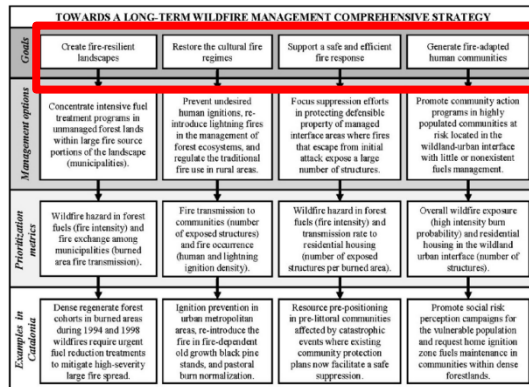 TOWARDS A LONG-TERM WILDFIRE MANAGEMENT COMPREHENSIVE STRATEGY
Goals
Create fire-resilient
landscapes
Restore the cultural fire
regimes
Support a safe and efficient
fire response
Generate fire-adapted
human communities
Management options
Concentrate intensive fuel
treatment programs in
unmanaged forest lands
within large fire source
portions of the landscape
(municipalities).
Prevent undesired
human ignitions, re-
introduce lightning fires
in the management of
forest ecosystems, and
regulate the traditional
fire use in rural areas.
Focus suppression efforts
in protecting defensible
property of managed
interface areas where fires
that escape from initial
attack expose a large
number of structures.
Promote community action
programs in highly
populated communities at
risk located in the
wildland-urban interface
with little or nonexistent
fuels management.
Prioritization
metrics
Wildfire hazard in forest
fuels (fire intensity) and
fire exchange among
municipalities (burned
area fire transmission).
Fire transmission to
communities (number of
exposed structures) and
fire occurrence
(human and lightning
ignition density).
Wildfire hazard in forest
fuels (fire intensity) and
transmission rate to
residential housing
(number of exposed
structures per burned area).
Overall wildfire exposure
(high intensity burn
probability) and residential
housing in the wildland
urban interface (number of
structures).
Examples in
Catalonia
Dense regenerate forest
cohorts in burned areas
during 1994 and 1998
wildfires require urgent
fuel reduction treatments
to mitigate high-severity
large fire spread.
Ignition prevention in
urban metropolitan areas,
re-introduce the
fire in fire-dependent old
growth black pine
stands, and pastoral
burn normalization.
Resource pre-positioning
in pre-littoral communities
affected by catastrophic
events where existing
community protection
plans now facilitate a
safe suppression.
Promote social risk
perception campaigns for
the vulnerable population
and request home ignition
zone fuels maintenance in
communities within dense
forestlands.